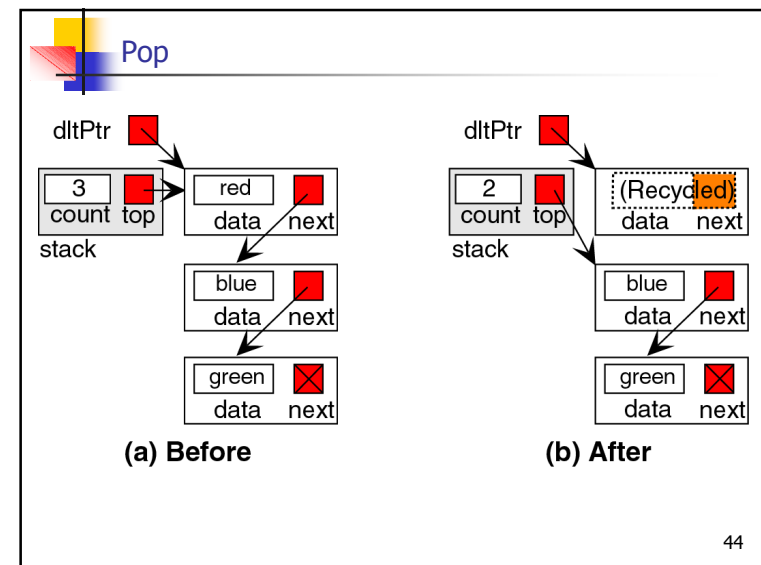 Pop
dltPtr
3
count top
stack
red
data next
blue
data next
green
data next
(a) Before
dltPtr
2
count top
stack
(Recycled)
data next
blue
data next
green
data next
(b) After
44